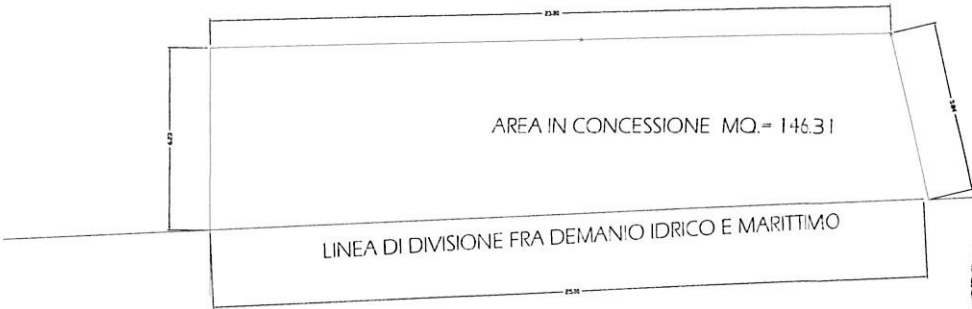 AREA IN CONCESSIONE MQ.= 146.31
LINEA DI DIVISIONE FRA DEMANIO IDRICO E MARITTIMO